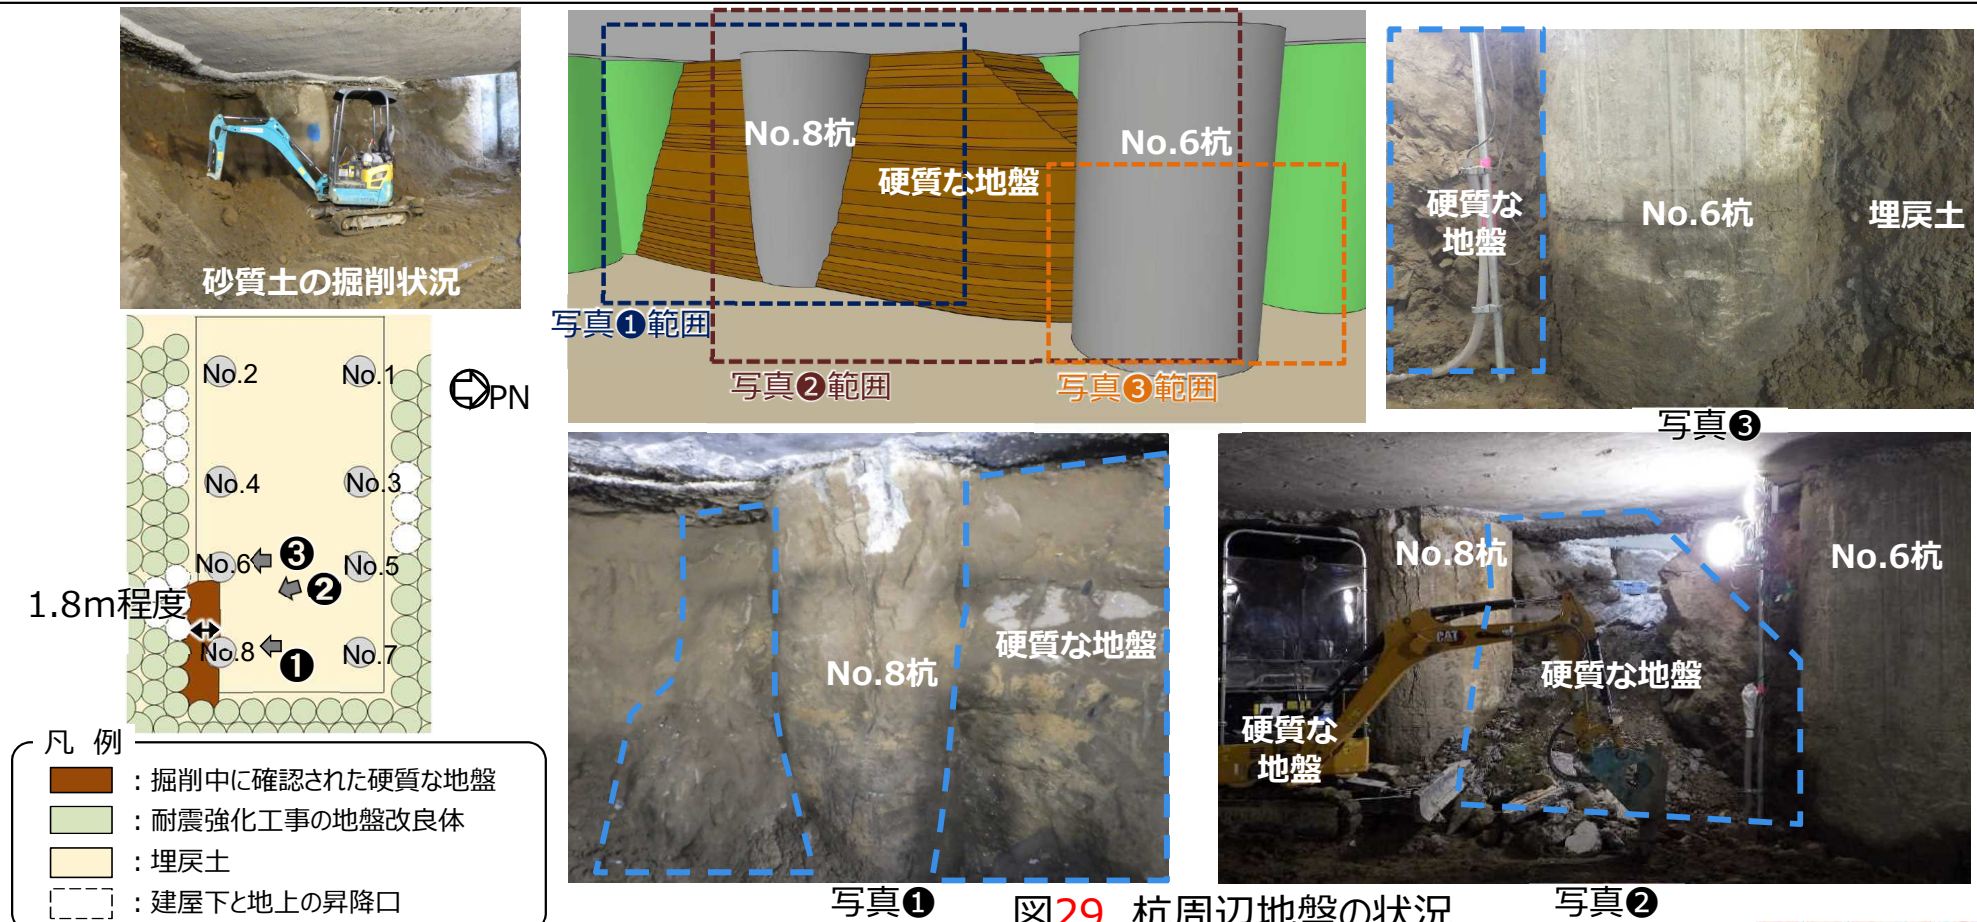 砂質土の掘削状況
No.8杭
No.6杭
硬質な地盤
写真❶範囲
写真❷範囲
写真❸範囲
硬質な
地盤
No.6杭
埋戻土
写真❸
No.2
No.1
PN
No.4
No.3
No.6
❸
No.5
❷
1.8m程度
No.8
❶
No.7
凡 例
：掘削中に確認された硬質な地盤
：耐震強化工事の地盤改良体
：埋戻土
：建屋下と地上の昇降口
No.8杭
硬質な地盤
写真❶
No.8杭
No.6杭
硬質な地盤
硬質な
地盤
CAT
写真❷
図29 杭周辺地盤の状況